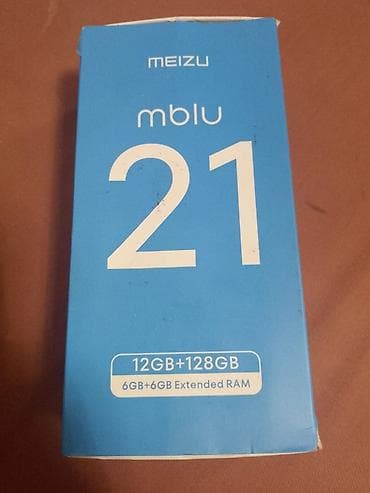 MEIZU
mblu
21
12GB+128GB
6GB+6GB Extended RAM